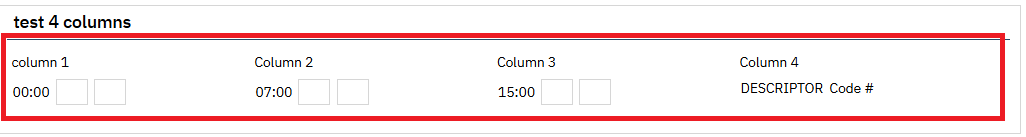 test 4 columns
column 1 Column 2 Column 3 Column 4
00:00 07:00 15:00 DESCRIPTOR Code #